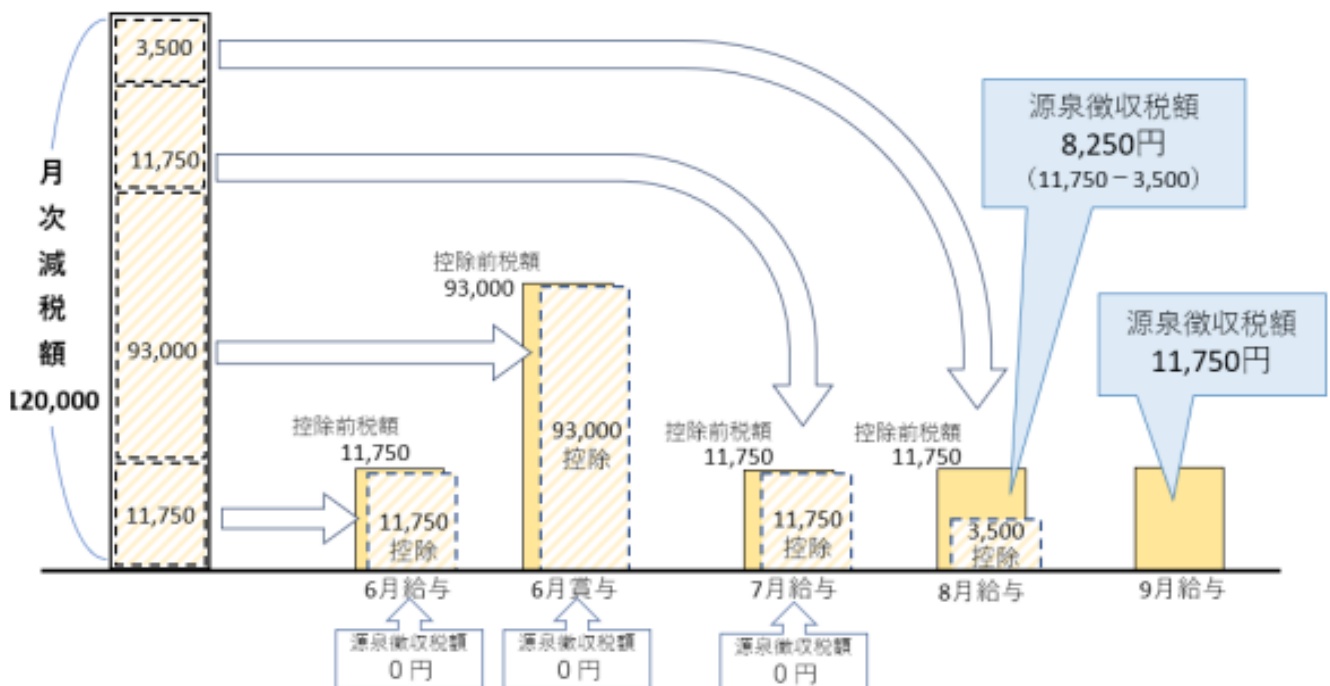 月次減税額
120,000
3,500
11,750
93,000
11,750
控除前税額
11,750
11,750
控除
6月給与
源泉徴収税額
0円
控除前税額
93,000
93,000
控除
6月賞与
源泉徴収税額
0円
控除前税額
11,750
11,750
控除
7月給与
源泉徴収税額
0円
控除前税額
11,750
3,500
控除
8月給与
源泉徴収税額
8,250円
（11,750－3,500）
源泉徴収税額
11,750円
9月給与